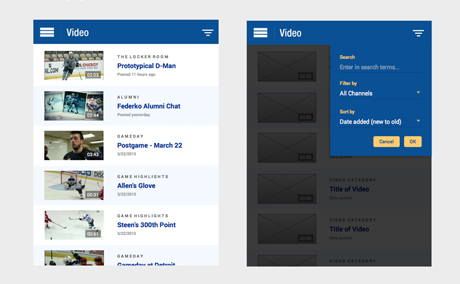 Video
THE LOCKER ROOM
Prototypical D-Man
Posted 11 hours ago
02:03
ALUMNI
Federko Alumni Chat
Posted yesterday
03:44
GAMEDAY
Postgame - March 22
3/22/2015
03:43
GAME HIGHLIGHTS
Allen's Glove
3/22/2015
00:51
GAME HIGHLIGHTS
Steen's 300th Point
3/22/2015
00:51
GAMEDAY
Gameday at Detroit
Video
Search
Enter in search terms...
Filter by
All Channels
Sort by
Date added (new to old)
Cancel
OK
Title of Video
VIDEO CATEGORY
Title of Video